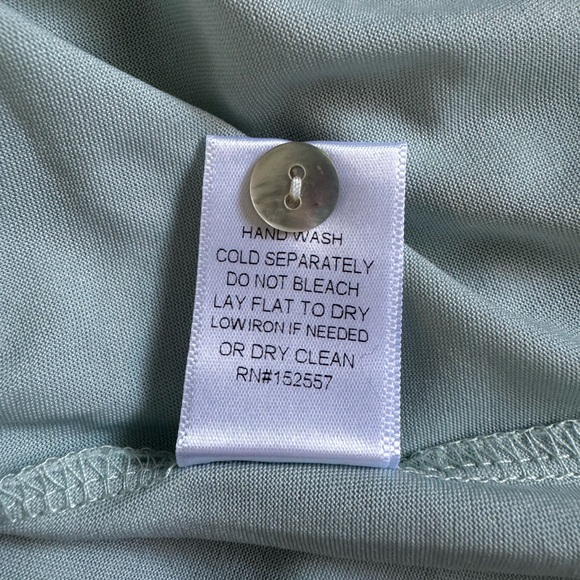 HAND WASH
COLD SEPARATELY
DO NOT BLEACH
LAY FLAT TO DRY
LOW IRON IF NEEDED
OR DRY CLEAN
RN#152557